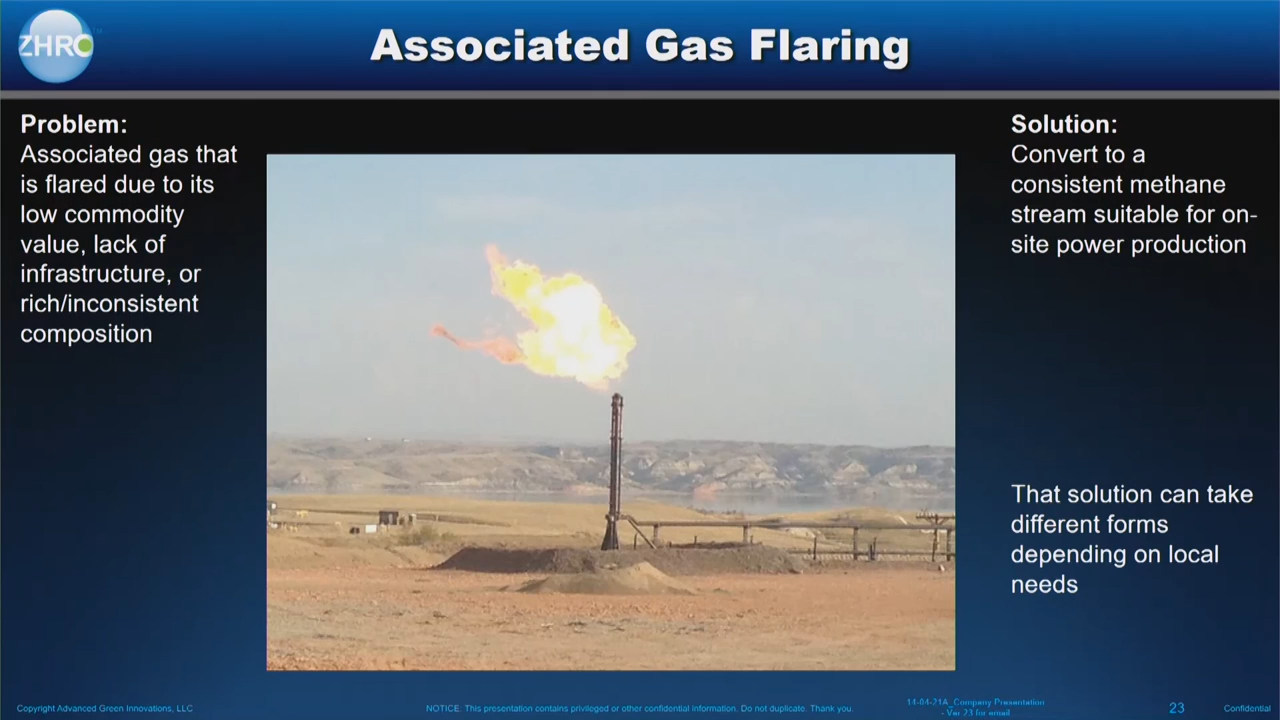 ZHRO
Associated Gas Flaring
Problem:
Associated gas that
is flared due to its
low commodity
value, lack of
infrastructure, or
rich/inconsistent
composition
Solution:
Convert to a
consistent methane
stream suitable for on-
site power production
That solution can take
different forms
depending on local
needs
Copyright Advanced Green Innovations, LLC
NOTICE. This presentation contains privileged or other confidential information. Do not duplicate. Thank you.
14-04-21A_Company Presentation
- Ver 23 for email
23
Confidential